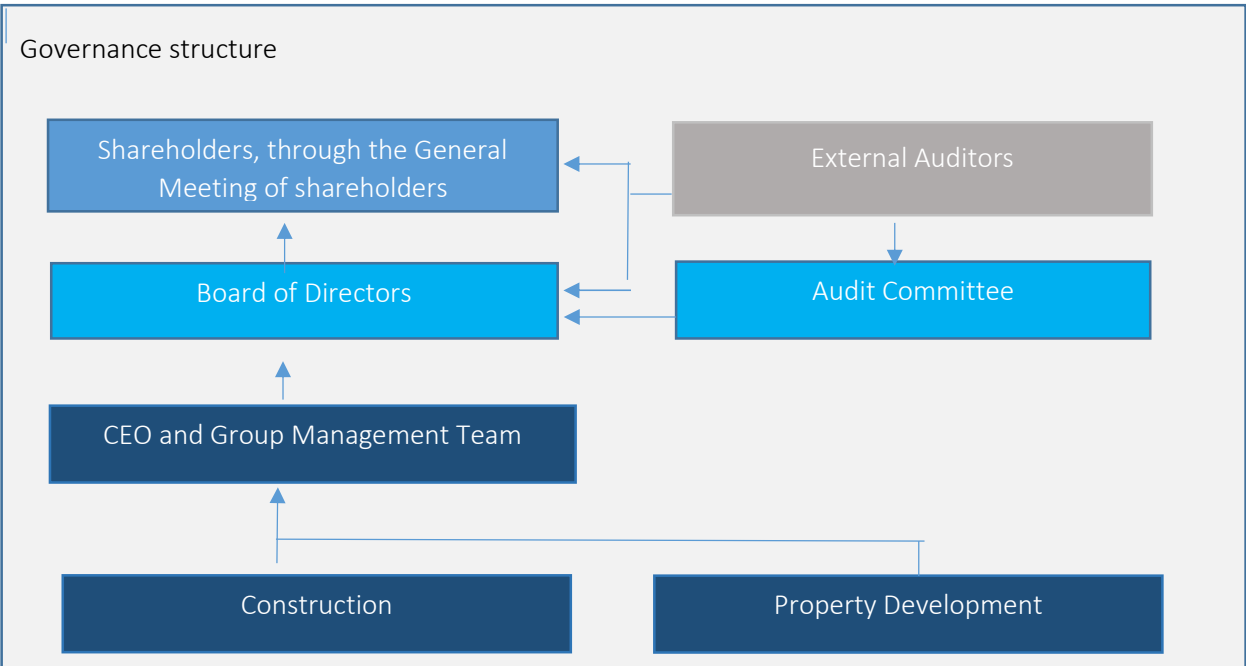 Governance structure
Shareholders, through the General
Meeting of shareholders
External Auditors
Board of Directors
Audit Committee
CEO and Group Management Team
Construction
Property Development